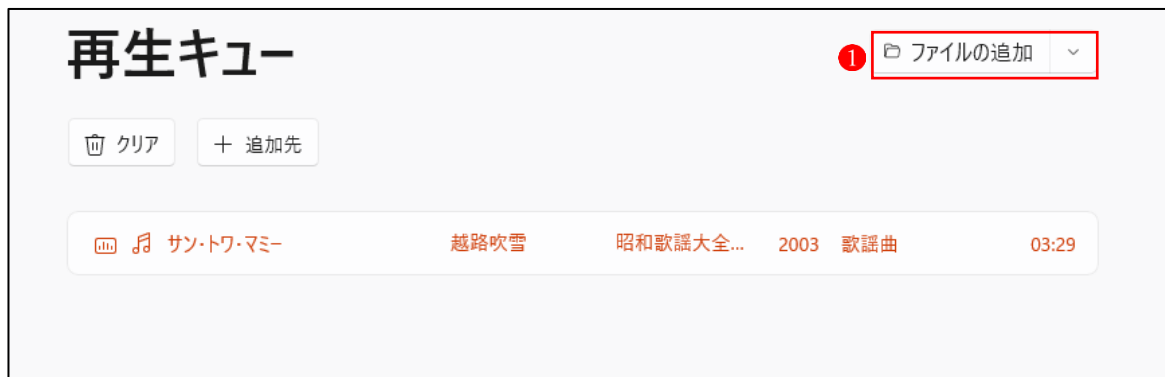 再生キュー
1 ファイルの追加
クリア 追加先
サン・トワ・マミー 越路吹雪 昭和歌謡大全... 2003 歌謡曲 03:29